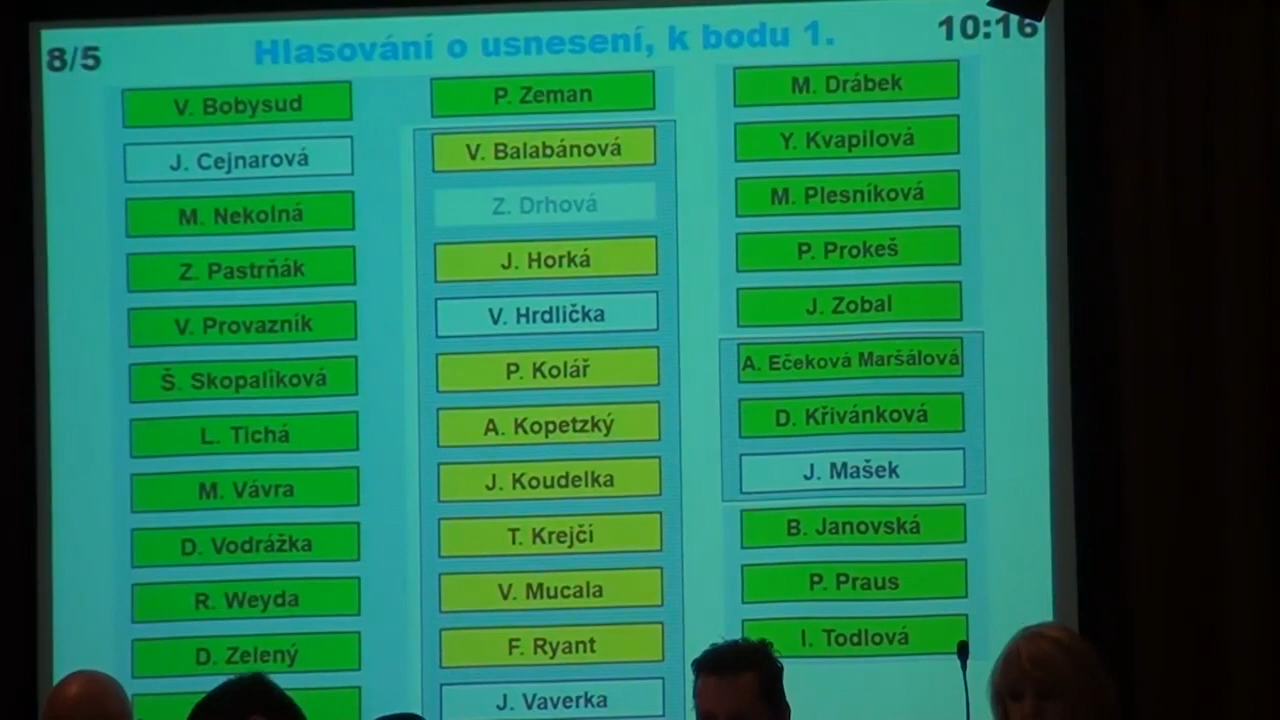 8/5
Hlasování o usnesení, k bodu 1.
10:16
V. Bobysud
J. Cejnarová
M. Nekolná
Z. Pastrňák
V. Provazník
Š. Skopalíková
L. Tichá
M. Vávra
D. Vodrážka
R. Weyda
D. Zelený
P. Zeman
V. Balabánová
Z. Drhová
J. Horká
V. Hrdlička
P. Kolář
A. Kopetzký
J. Koudelka
T. Krejčí
V. Mucala
F. Ryant
J. Vaverka
M. Drábek
Y. Kvapilová
M. Plesníková
P. Prokeš
J. Zobal
A. Ečeková Maršálová
D. Křivánková
J. Mašek
B. Janovská
P. Praus
I. Todlová